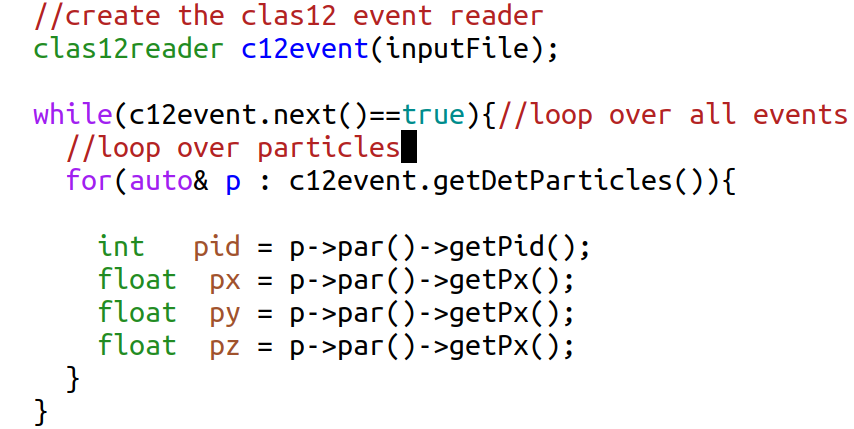 //create the clas12 event reader
clas12reader c12event(inputFile);
while(c12event.next()==true){//loop over all events
//loop over particles
for(auto& p : c12event.getDetParticles()){
int   pid = p->par()->getPid();
float  px = p->par()->getPx();
float  py = p->par()->getPx();
float  pz = p->par()->getPx();
}
}